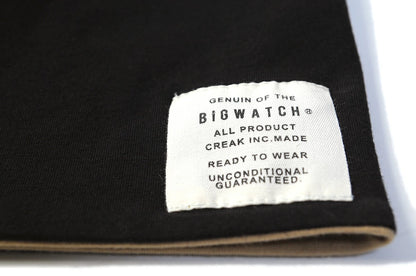 GENUIN OF THE
BiGWATCH®
ALL PRODUCT
CREAK INC.MADE
READY TO WEAR
UNCONDITIONAL
GUARANTEED.